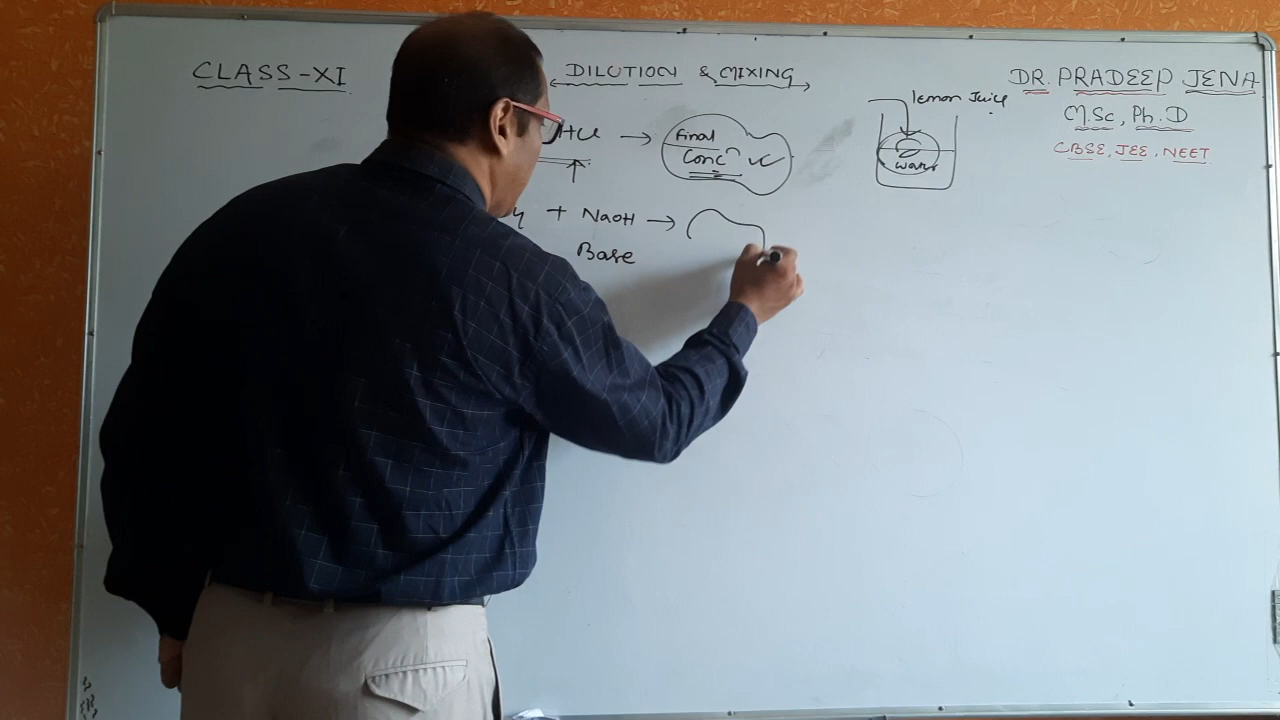 CLASS-XI
DILUTION & MIXING
DR. PRADEEP JENA
M.Sc, Ph.D
CBSE, JEE, NEET
lemon Juice
water
HCl →
Final
Concⁿ
+ NaOH →
Base